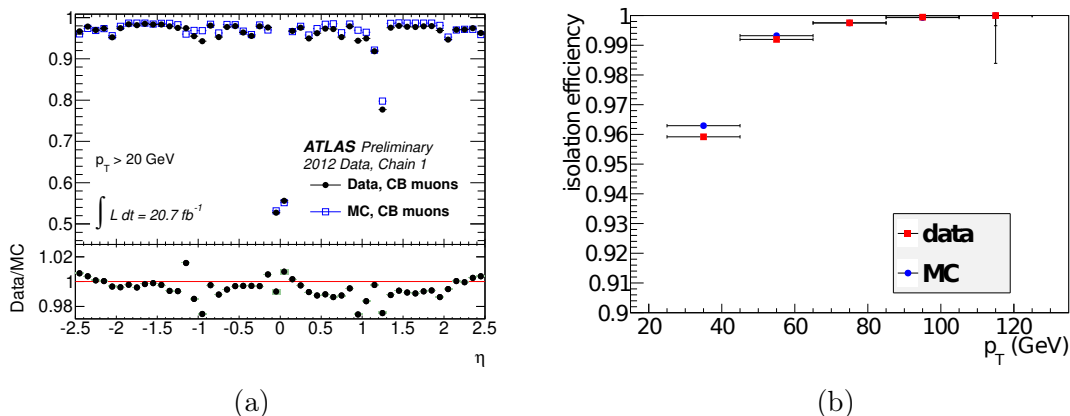 1
0.9
0.8
0.7
0.6
0.5
p_T > 20 GeV
∫ L dt = 20.7 fb^-1
ATLAS Preliminary
2012 Data, Chain 1
Data, CB muons
MC, CB muons
Data/MC
1.02
1
0.98
-2.5 -2 -1.5 -1 -0.5 0 0.5 1 1.5 2 2.5
η
(a)
isolation efficiency
1
0.99
0.98
0.97
0.96
0.95
0.94
0.93
0.92
0.91
0.9
data
MC
20 40 60 80 100 120
p_T (GeV)
(b)